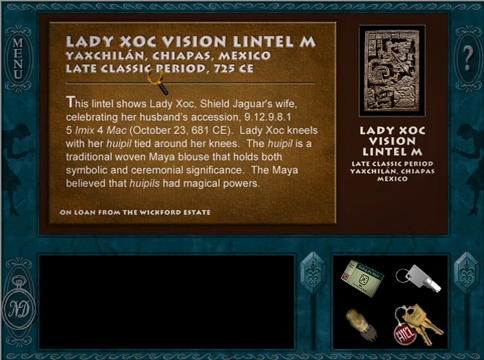 MENU
LADY XOC VISION LINTEL M
YAXCHILÁN, CHIAPAS, MEXICO
LATE CLASSIC PERIOD, 725 CE
This lintel shows Lady Xoc, Shield Jaguar's wife,
celebrating her husband's accession, 9.12.9.8.1
5 Imix 4 Mac (October 23, 681 CE). Lady Xoc kneels
with her huipil tied around her knees. The huipil is a
traditional woven Maya blouse that holds both
symbolic and ceremonial significance. The Maya
believed that huipils had magical powers.
ON LOAN FROM THE WICKFORD ESTATE
?
LADY XOC
VISION
LINTEL M
LATE CLASSIC PERIOD
YAXCHILÁN, CHIAPAS
MEXICO
ND